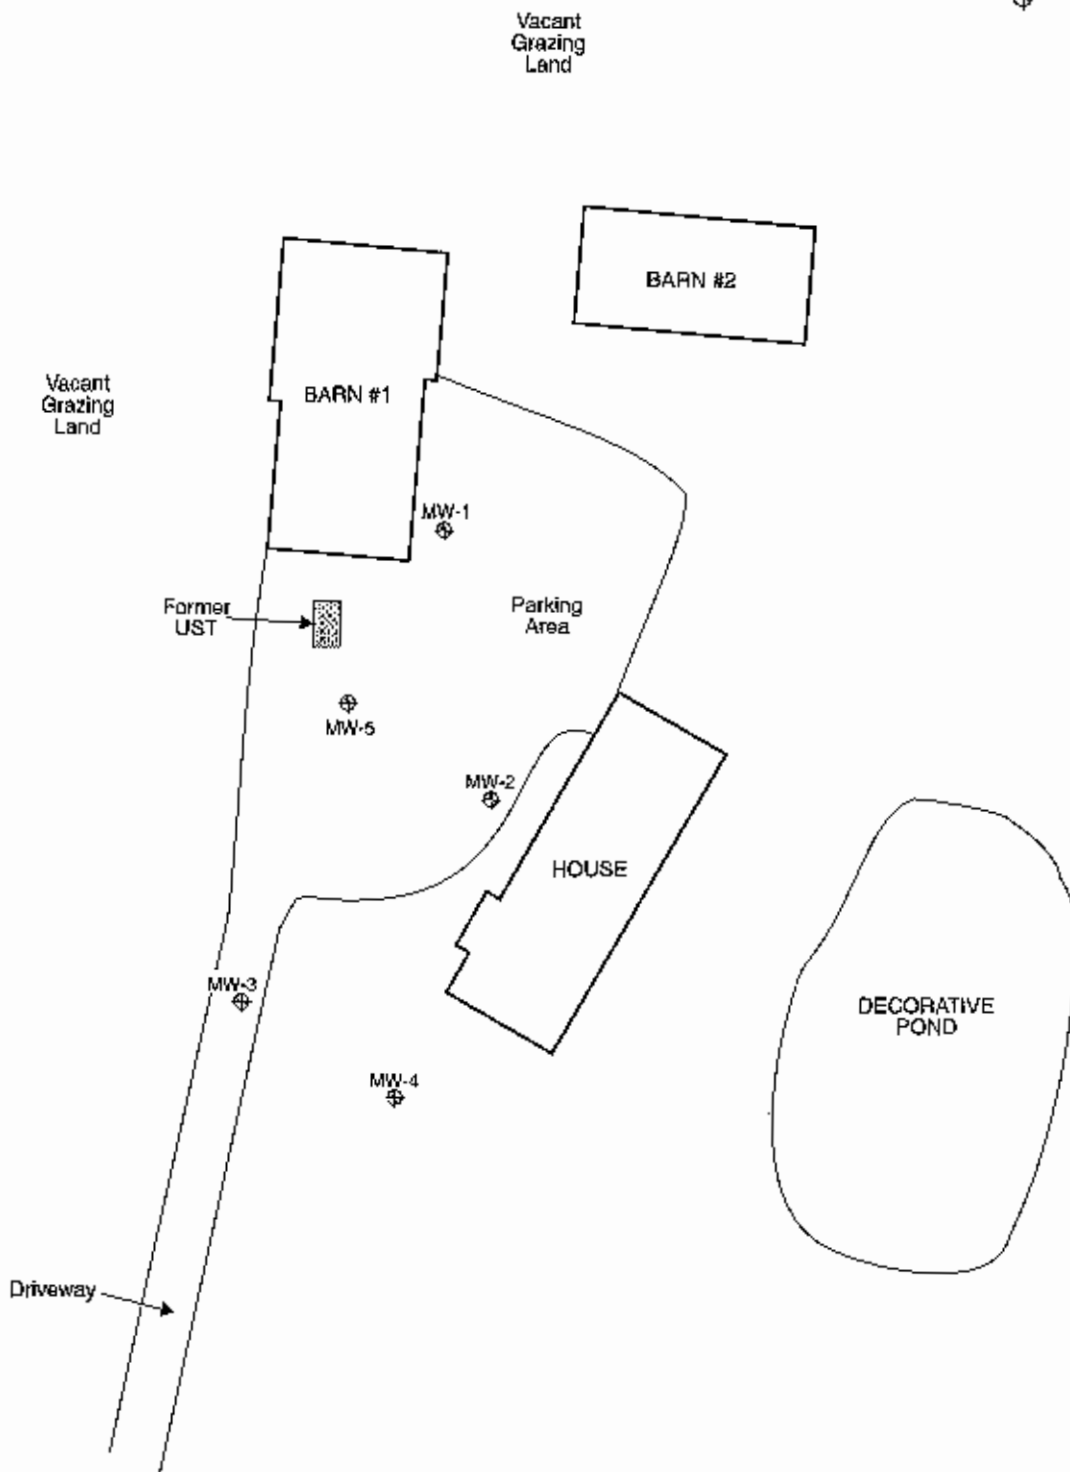 Vacant
Grazing
Land
BARN #2
BARN #1
Vacant
Grazing
Land
MW-1
Former
UST
Parking
Area
MW-5
MW-2
HOUSE
MW-3
DECORATIVE
POND
MW-4
Driveway